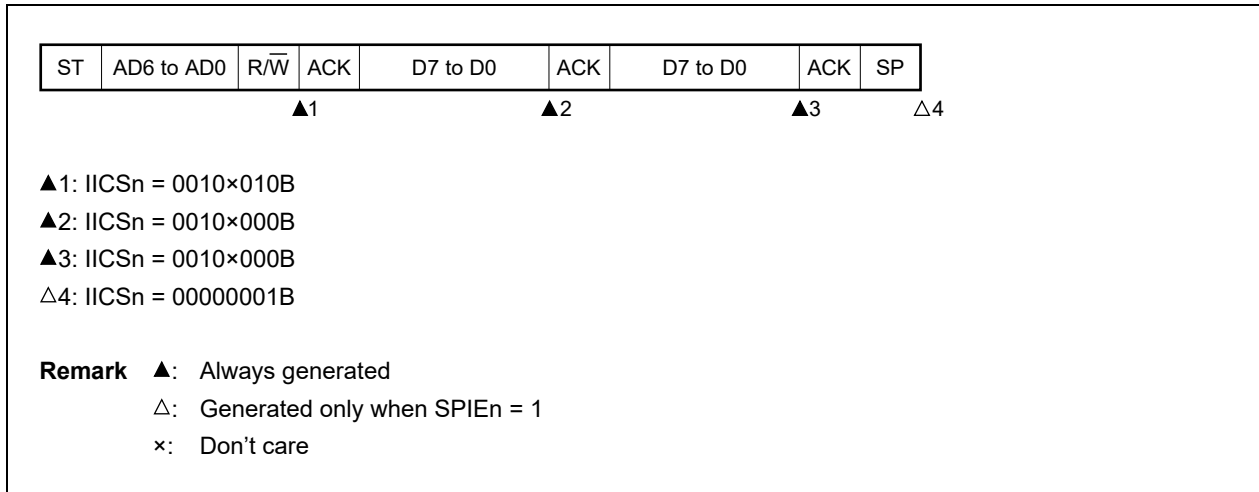 ST AD6 to AD0 R/W̅ ACK D7 to D0 ACK D7 to D0 ACK SP
▲1 ▲2 ▲3 △4
▲1: IICSn = 0010×010B
▲2: IICSn = 0010×000B
▲3: IICSn = 0010×000B
△4: IICSn = 00000001B
Remark ▲: Always generated
△: Generated only when SPIEn = 1
×: Don’t care